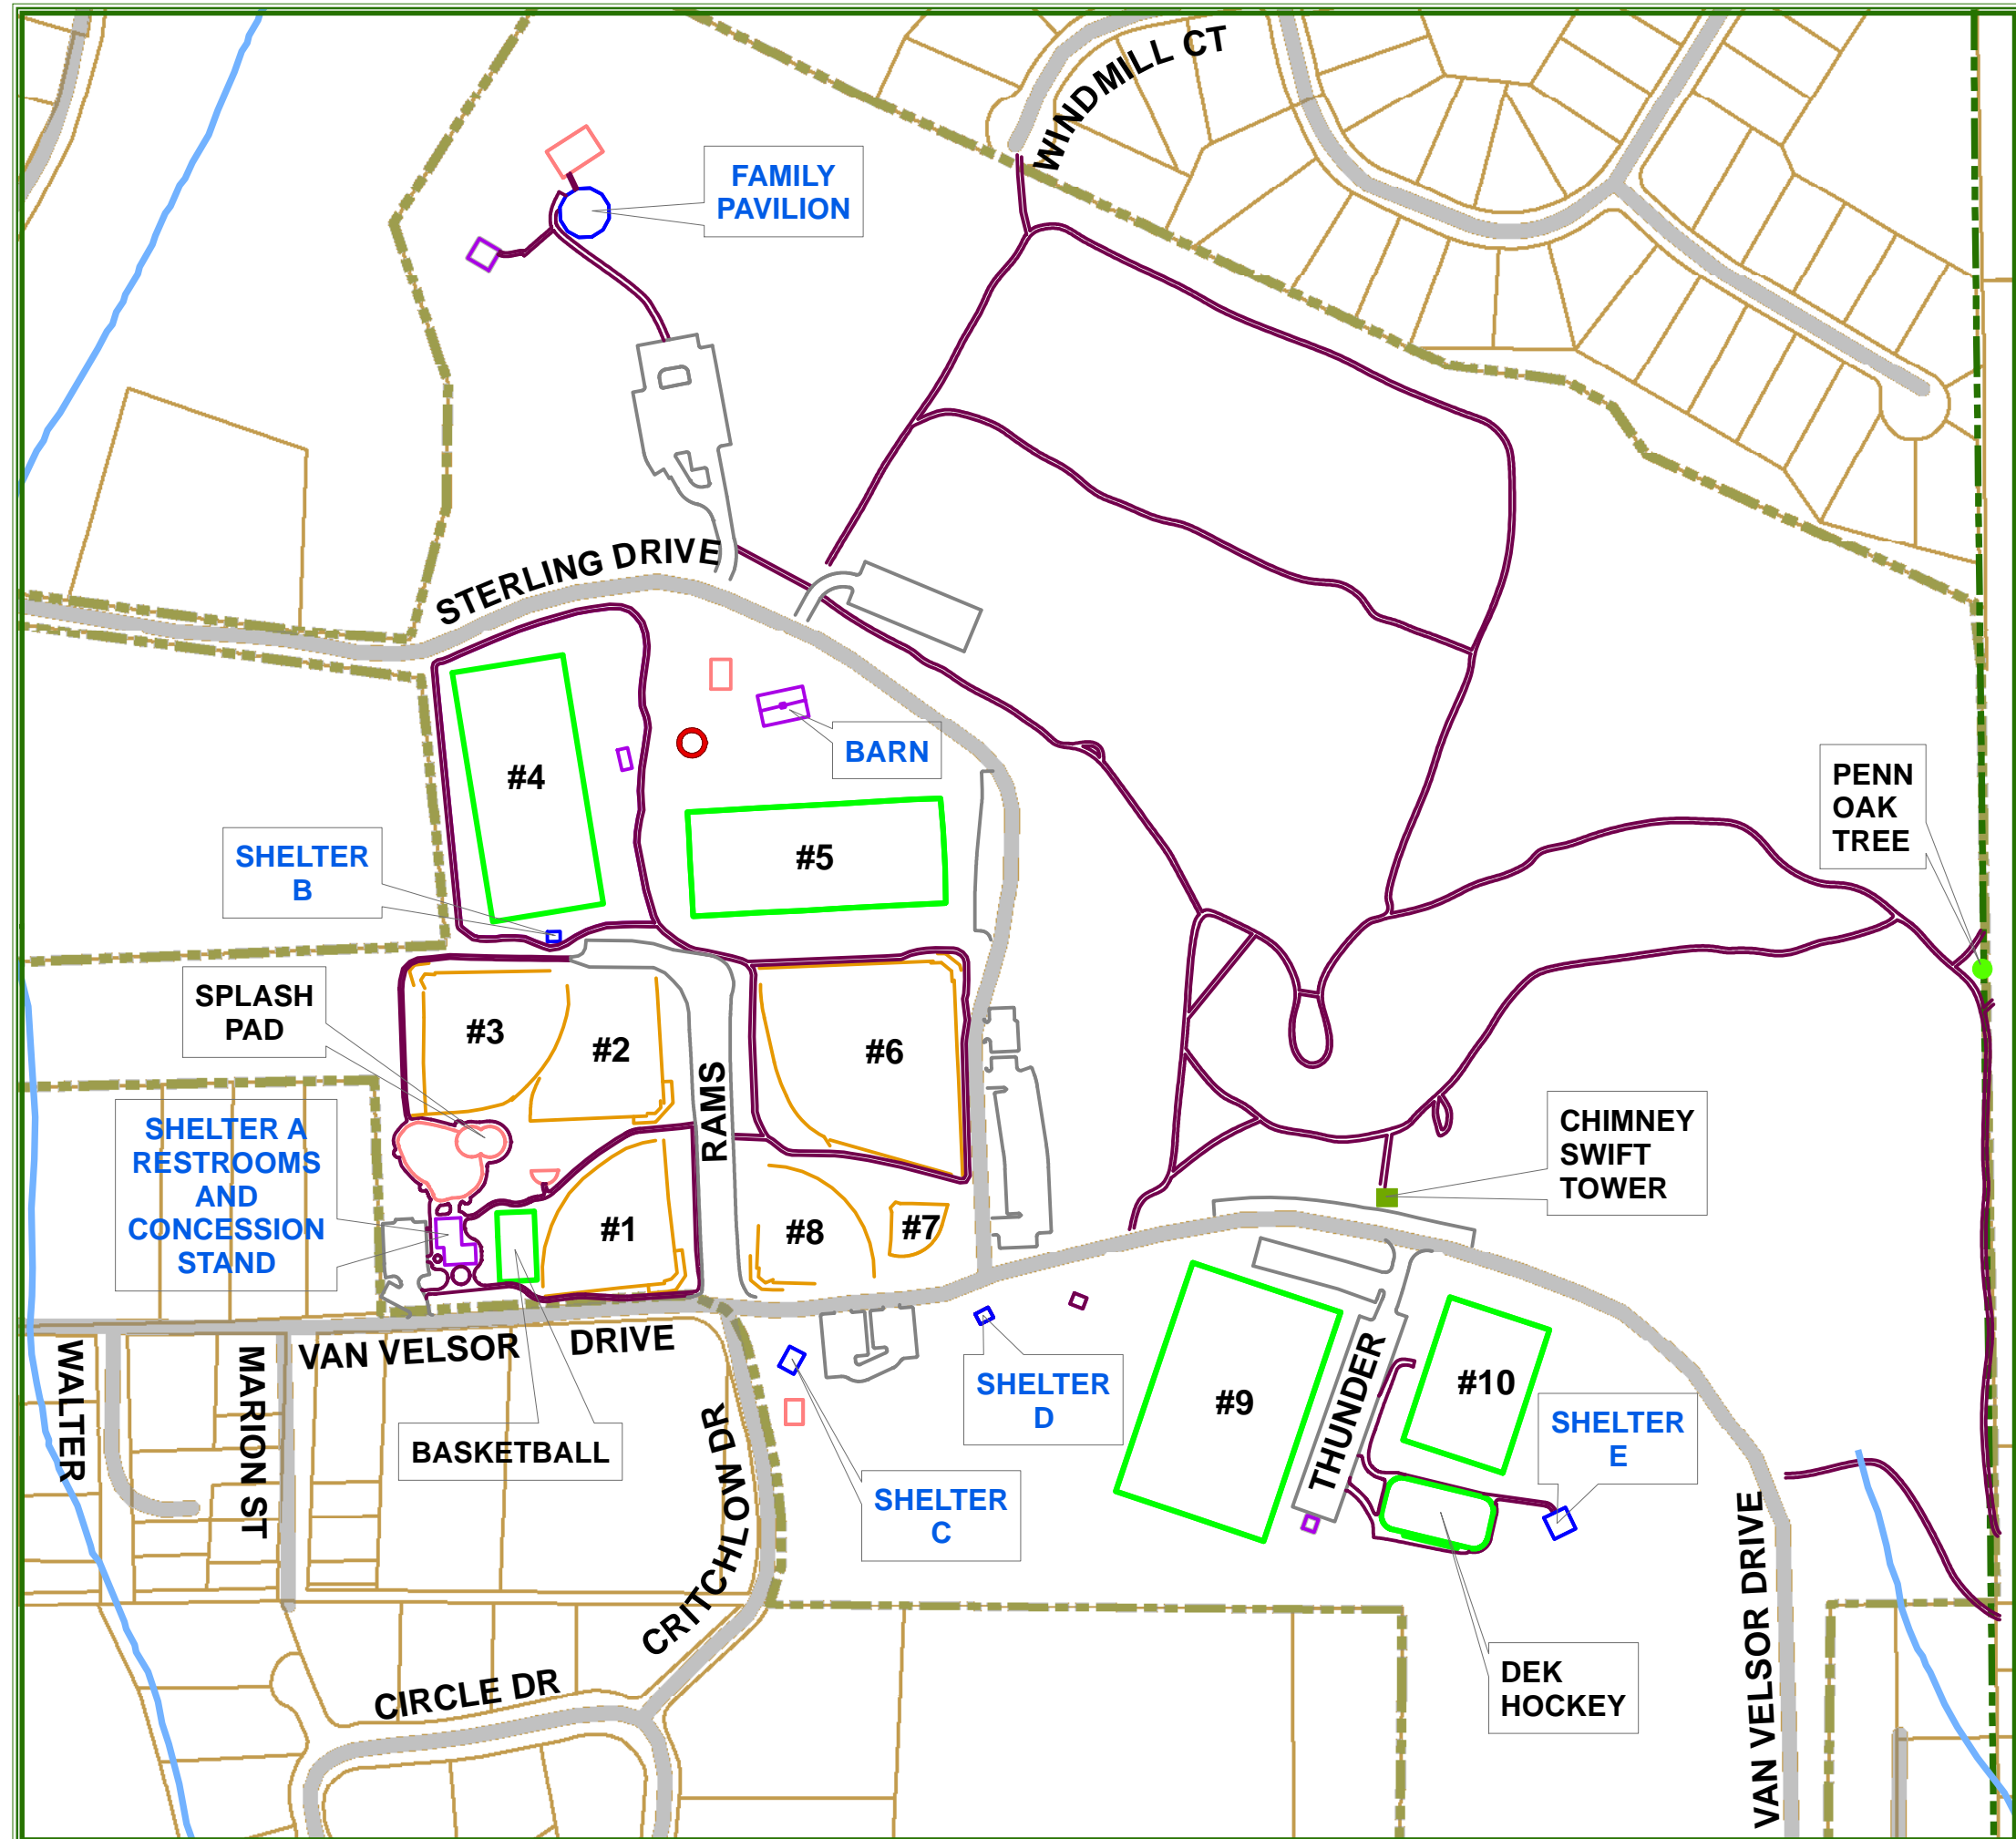 WINDMILL CT
FAMILY
PAVILION
STERLING DRIVE
BARN
#4
PENN
OAK
TREE
SHELTER
B
#5
SPLASH
PAD
#3
#2
#6
RAMS
SHELTER A
RESTROOMS
AND
CONCESSION
STAND
CHIMNEY
SWIFT
TOWER
#1
#8
#7
VAN VELSOR DRIVE
WALTER
MARION ST
BASKETBALL
CRITCHLOW DR
SHELTER
C
SHELTER
D
#9
THUNDER
#10
SHELTER
E
VAN VELSOR DRIVE
DEK
HOCKEY
CIRCLE DR